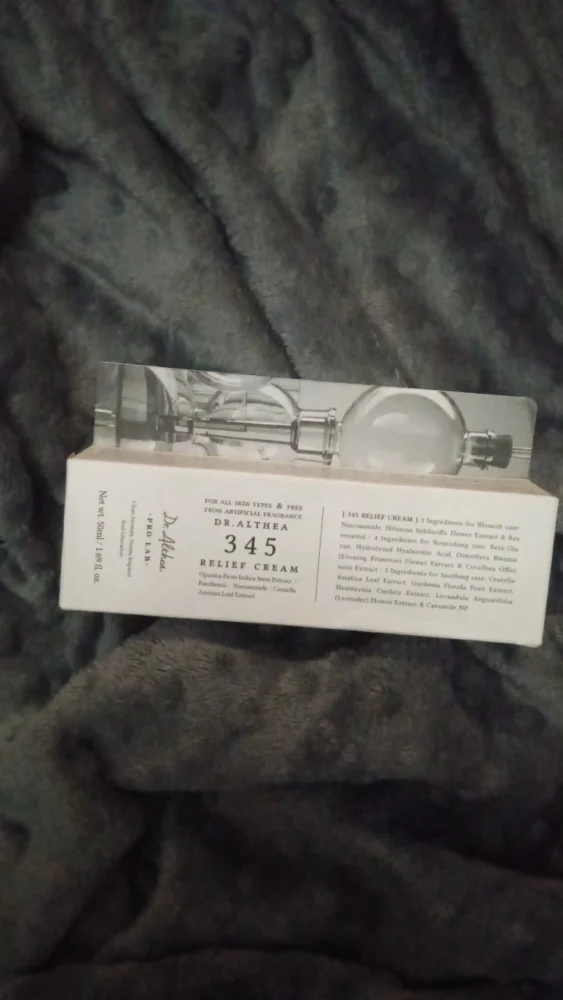 Net wt. 50ml / 1.69 fl. oz.
-PRO LAB-
Dr.Althea
FOR ALL SKIN TYPES & FREE
FROM ARTIFICIAL FRAGRANCE
DR.ALTHEA
345
RELIEF CREAM
Opuntia Ficus Indica Stem Extract /
Panthenol / Niacinamide / Centella
Asiatica Leaf Extract
[ 345 RELIEF CREAM ] 3 Ingredients for Blemish care:
Niacinamide, Hibiscus Sabdariffa Flower Extract & Res
veratrol / 4 Ingredients for Nourishing care: Beta-Glu
can, Hydrolyzed Hyaluronic Acid, Oenothera Biennis
(Evening Primrose) Flower Extract & Corallina Offici
nalis Extract / 5 Ingredients for Soothing care: Centella
Asiatica Leaf Extract, Gardenia Florida Fruit Extract,
Houttuynia Cordata Extract, Lavandula Angustifolia
(Lavender) Flower Extract & Ceramide NP